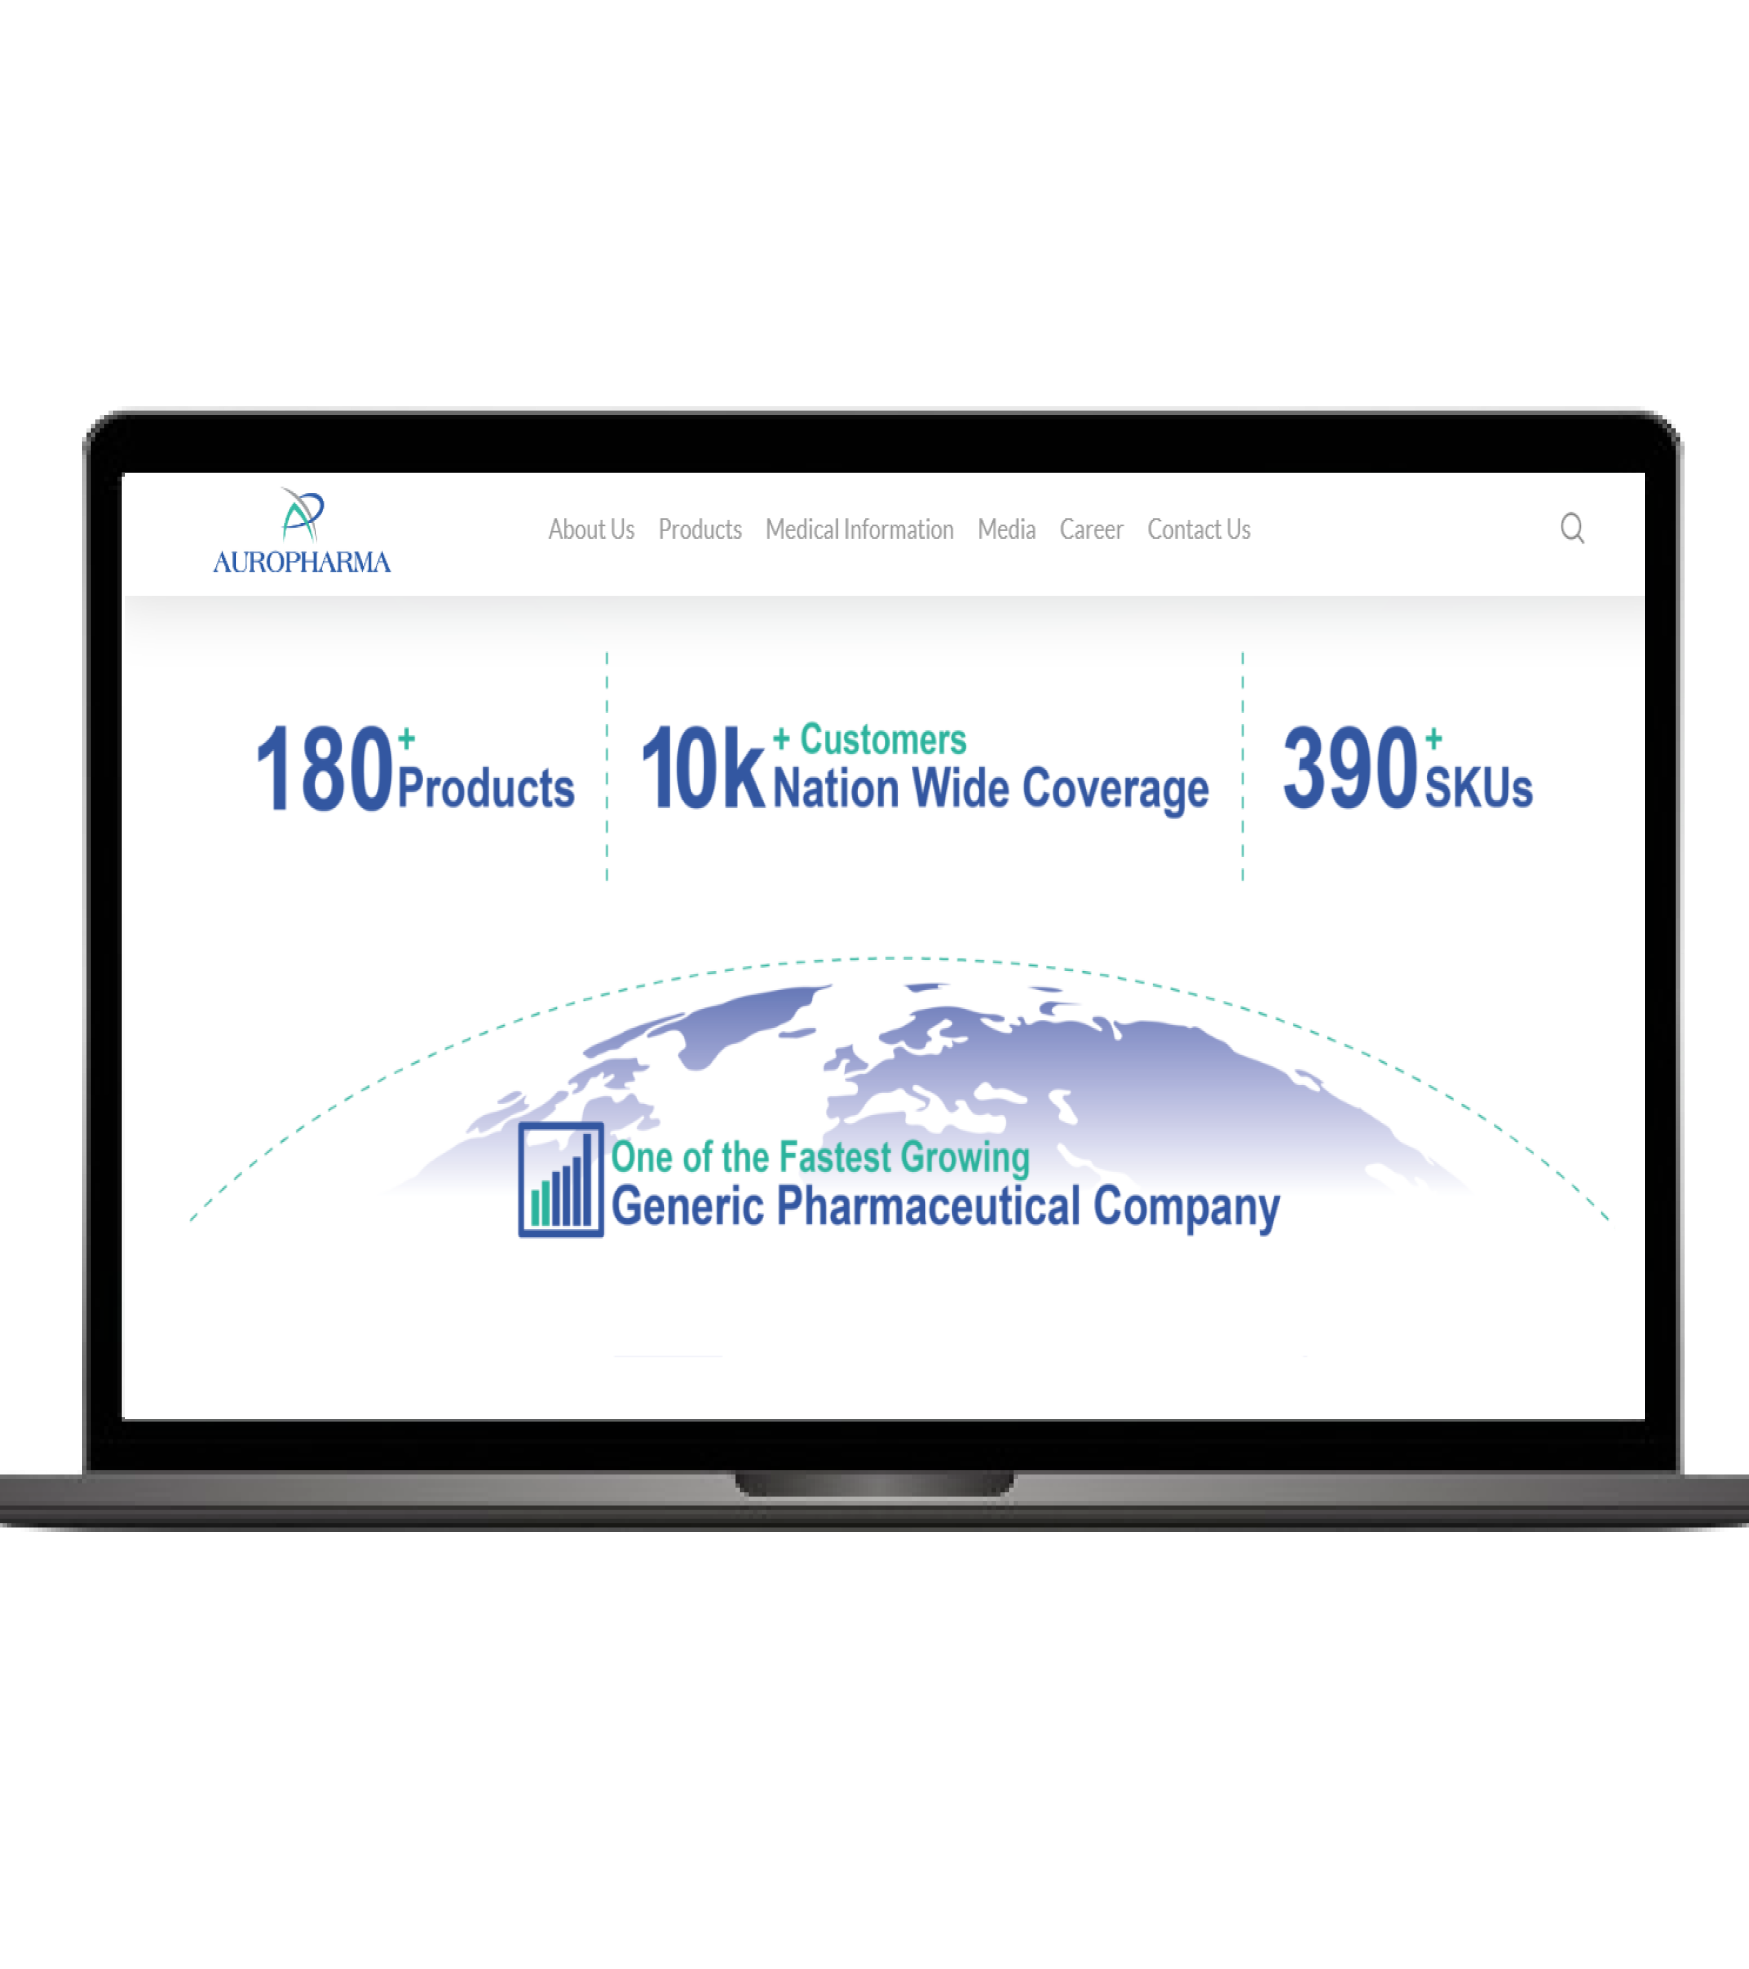 AUROPHARMA
About Us Products Medical Information Media Career Contact Us
180+ Products
10k+ Customers
Nation Wide Coverage
390+ SKUs
One of the Fastest Growing
Generic Pharmaceutical Company